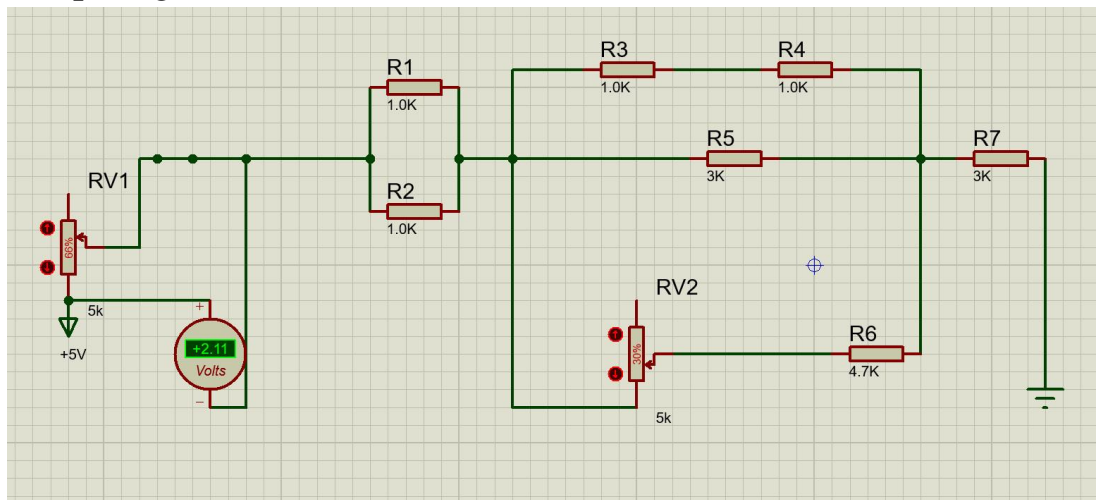 R3
1.0K
R4
1.0K
R1
1.0K
R5
3K
R7
3K
RV1
66%
5k
R2
1.0K
+5V
+
+2.11
Volts
−
RV2
30%
5k
R6
4.7K